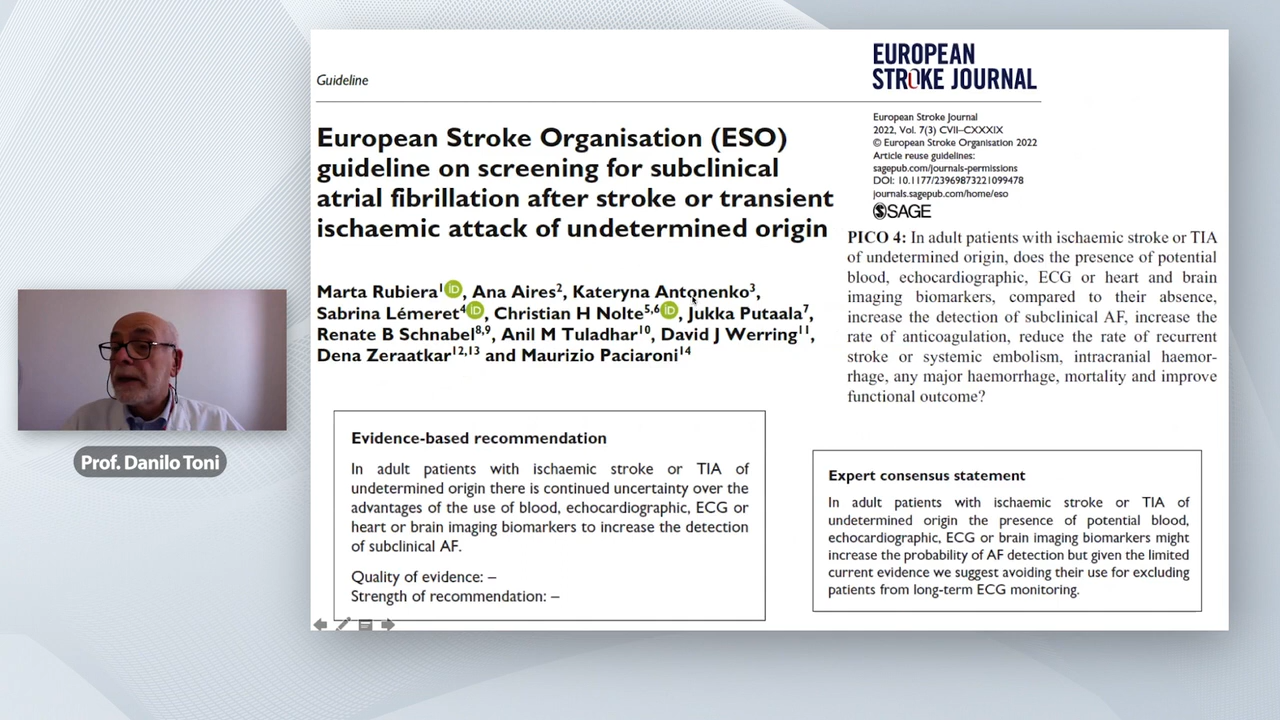 Guideline
EUROPEAN
STROKE JOURNAL
European Stroke Journal
2022, Vol. 7(3) CVII–CXXXIX
© European Stroke Organisation 2022
Article reuse guidelines:
sagepub.com/journals-permissions
DOI: 10.1177/23969873221099478
journals.sagepub.com/home/eso
SAGE
European Stroke Organisation (ESO)
guideline on screening for subclinical
atrial fibrillation after stroke or transient
ischaemic attack of undetermined origin
Marta Rubiera1 iD, Ana Aires2, Kateryna Antonenko3,
Sabrina Lémeret4 iD, Christian H Nolte5,6 iD, Jukka Putaala7,
Renate B Schnabel8,9, Anil M Tuladhar10, David J Werring11,
Dena Zeraatkar12,13 and Maurizio Paciaroni14
PICO 4: In adult patients with ischaemic stroke or TIA
of undetermined origin, does the presence of potential
blood, echocardiographic, ECG or heart and brain
imaging biomarkers, compared to their absence,
increase the detection of subclinical AF, increase the
rate of anticoagulation, reduce the rate of recurrent
stroke or systemic embolism, intracranial haemor-
rhage, any major haemorrhage, mortality and improve
functional outcome?
Evidence-based recommendation
In adult patients with ischaemic stroke or TIA of
undetermined origin there is continued uncertainty over the
advantages of the use of blood, echocardiographic, ECG or
heart or brain imaging biomarkers to increase the detection
of subclinical AF.
Quality of evidence: –
Strength of recommendation: –
Expert consensus statement
In adult patients with ischaemic stroke or TIA of
undetermined origin the presence of potential blood,
echocardiographic, ECG or brain imaging biomarkers might
increase the probability of AF detection but given the limited
current evidence we suggest avoiding their use for excluding
patients from long-term ECG monitoring.
Prof. Danilo Toni